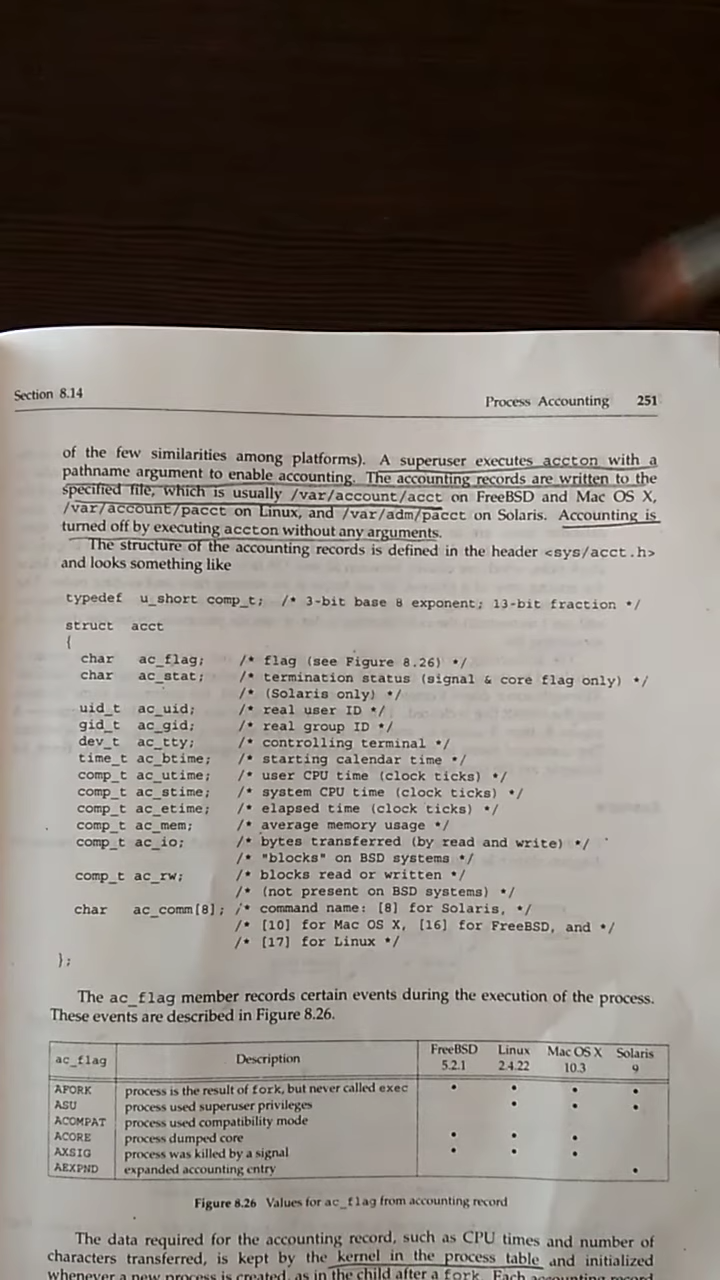 Section 8.14 Process Accounting 251
of the few similarities among platforms). A superuser executes accton with a
pathname argument to enable accounting. The accounting records are written to the
specified file, which is usually /var/account/acct on FreeBSD and Mac OS X,
/var/account/pacct on Linux, and /var/adm/pacct on Solaris. Accounting is
turned off by executing accton without any arguments.
The structure of the accounting records is defined in the header <sys/acct.h>
and looks something like
typedef u_short comp_t; /* 3-bit base 8 exponent; 13-bit fraction */
struct acct
{
char ac_flag; /* flag (see Figure 8.26) */
char ac_stat; /* termination status (signal & core flag only) */
/* (Solaris only) */
uid_t ac_uid; /* real user ID */
gid_t ac_gid; /* real group ID */
dev_t ac_tty; /* controlling terminal */
time_t ac_btime; /* starting calendar time */
comp_t ac_utime; /* user CPU time (clock ticks) */
comp_t ac_stime; /* system CPU time (clock ticks) */
comp_t ac_etime; /* elapsed time (clock ticks) */
comp_t ac_mem; /* average memory usage */
comp_t ac_io; /* bytes transferred (by read and write) */
/* "blocks" on BSD systems */
comp_t ac_rw; /* blocks read or written */
/* (not present on BSD systems) */
char ac_comm[8]; /* command name: [8] for Solaris, */
/* [10] for Mac OS X, [16] for FreeBSD, and */
/* [17] for Linux */
};
The ac_flag member records certain events during the execution of the process.
These events are described in Figure 8.26.
ac_flag Description FreeBSD 5.2.1 Linux 2.4.22 Mac OS X 10.3 Solaris 9
AFORK process is the result of fork, but never called exec • • • •
ASU process used superuser privileges • • •
ACOMPAT process used compatibility mode
ACORE process dumped core • • •
AXSIG process was killed by a signal • • •
AEXPND expanded accounting entry •
Figure 8.26 Values for ac_flag from accounting record
The data required for the accounting record, such as CPU times and number of
characters transferred, is kept by the kernel in the process table and initialized
whenever a new process is created, as in the child after a fork. Each accounting record